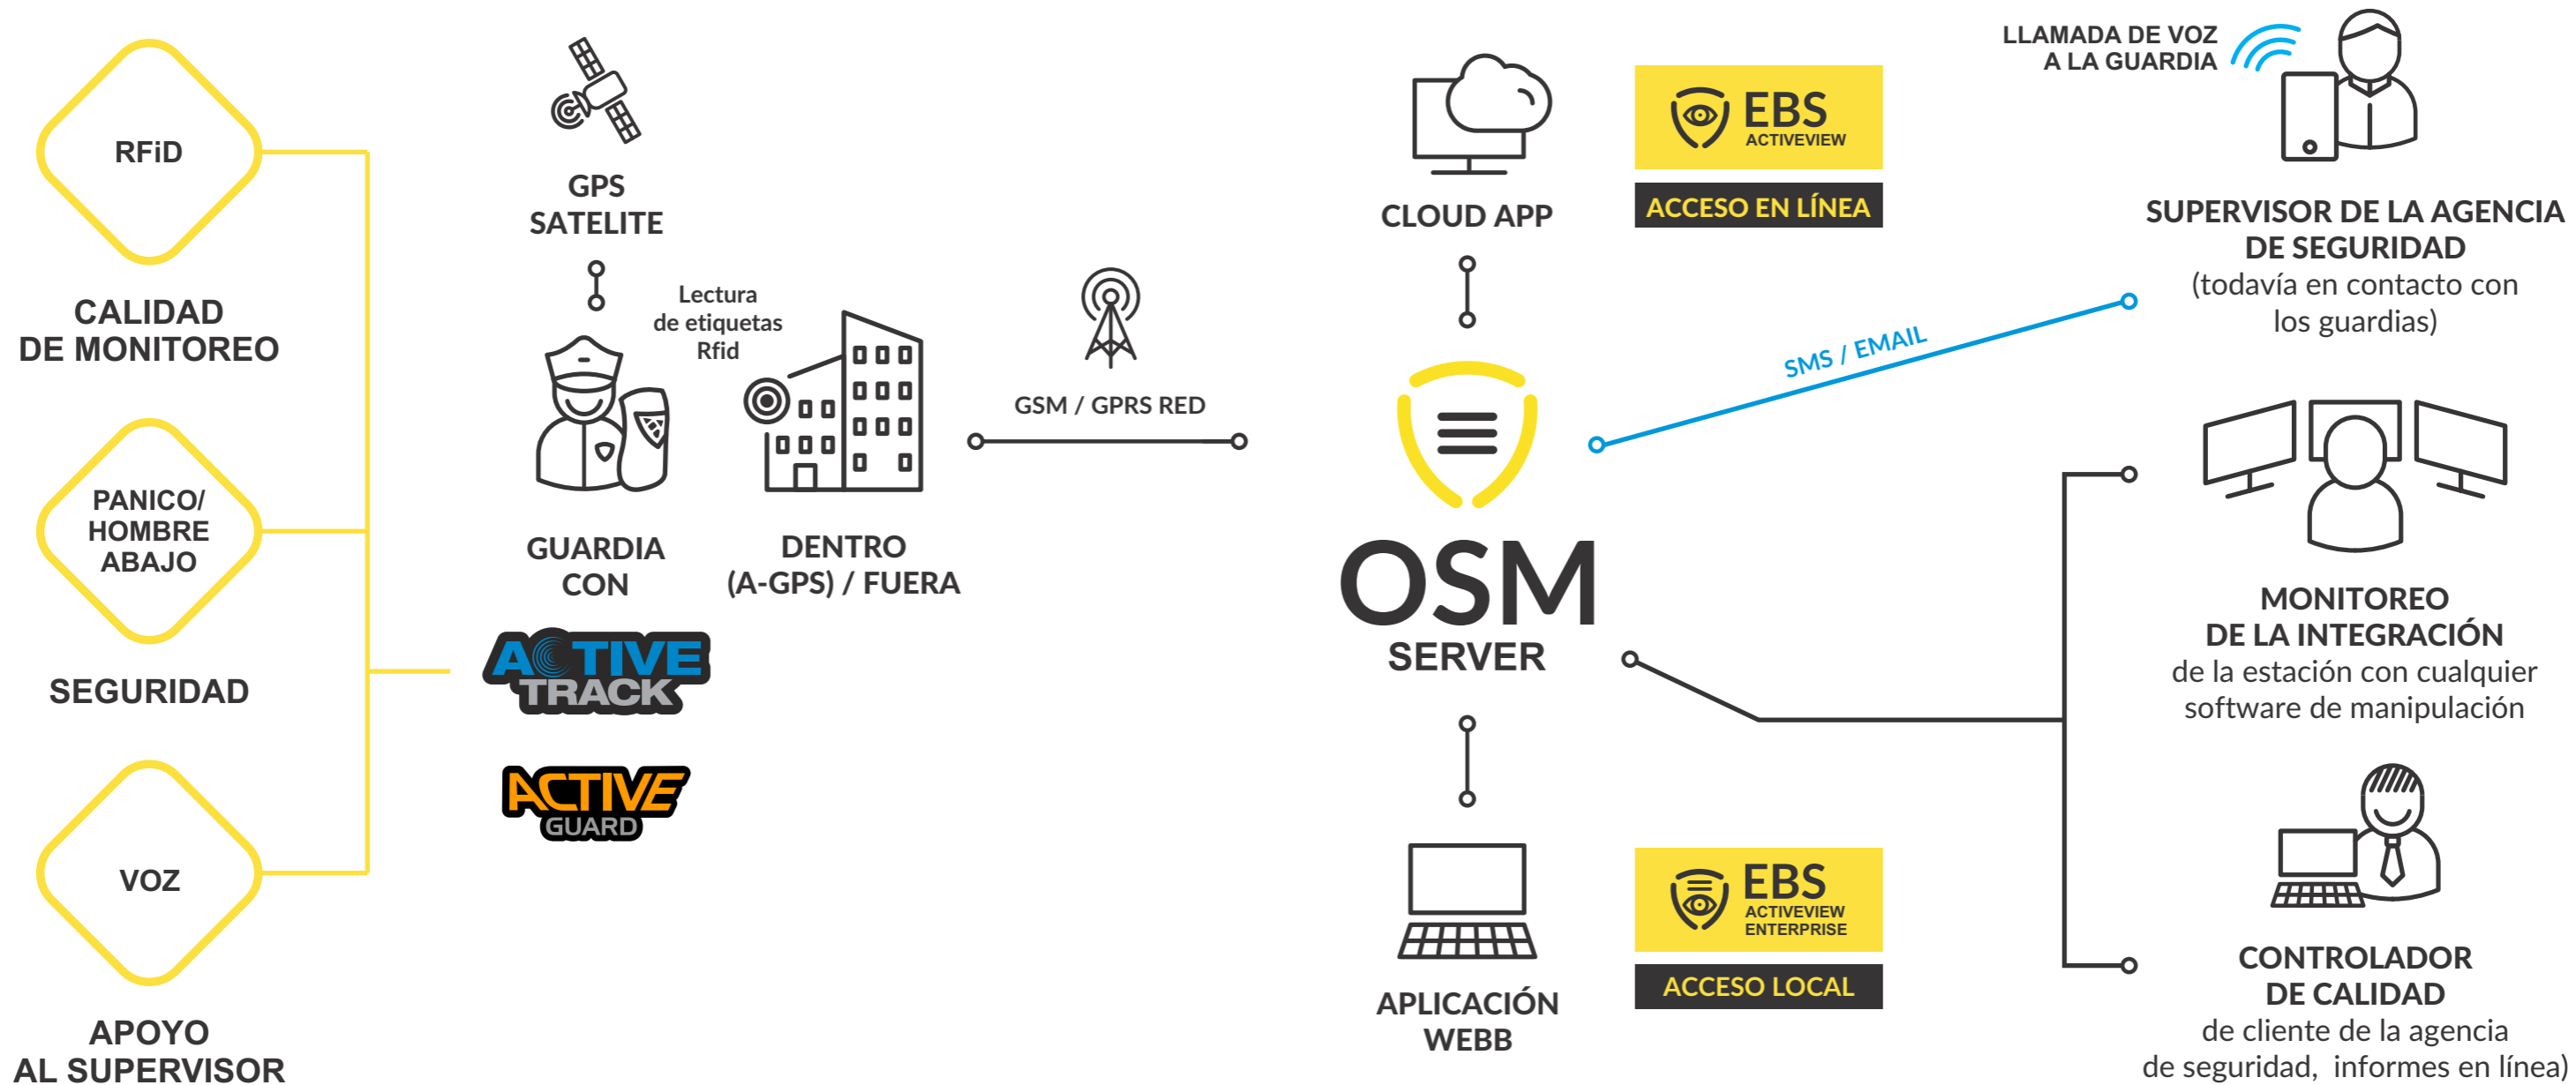 RFiD
CALIDAD
DE MONITOREO
PANICO/
HOMBRE
ABAJO
SEGURIDAD
VOZ
APOYO
AL SUPERVISOR
GPS
SATELITE
Lectura
de etiquetas
Rfid
GUARDIA
CON
DENTRO
(A-GPS) / FUERA
ACTIVE
TRACK
ACTIVE
GUARD
GSM / GPRS RED
CLOUD APP
EBS
ACTIVEVIEW
ACCESO EN LÍNEA
OSM
SERVER
APLICACIÓN
WEBB
EBS
ACTIVEVIEW
ENTERPRISE
ACCESO LOCAL
SMS / EMAIL
LLAMADA DE VOZ
A LA GUARDIA
SUPERVISOR DE LA AGENCIA
DE SEGURIDAD
(todavía en contacto con
los guardias)
MONITOREO
DE LA INTEGRACIÓN
de la estación con cualquier
software de manipulación
CONTROLADOR
DE CALIDAD
de cliente de la agencia
de seguridad, informes en línea)